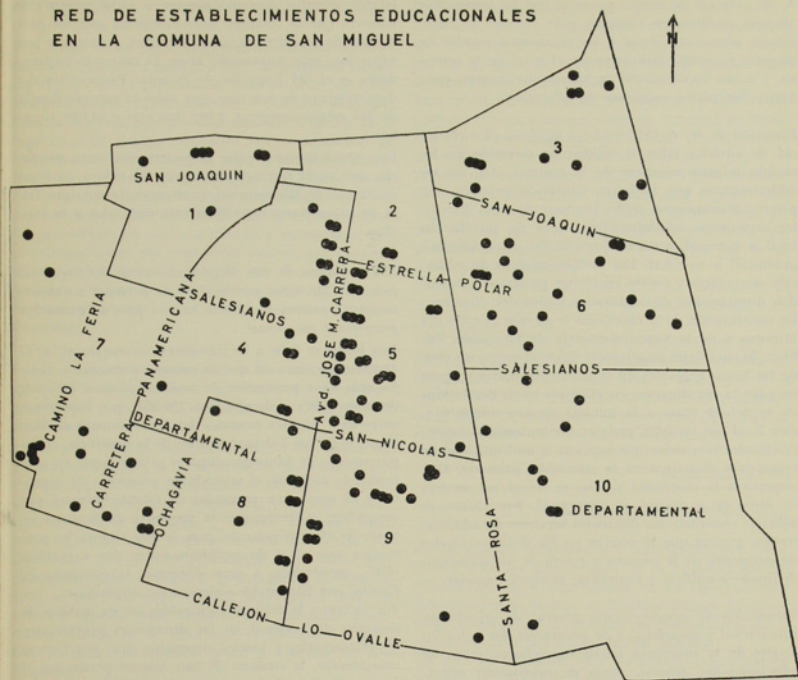 RED DE ESTABLECIMIENTOS EDUCACIONALES
EN LA COMUNA DE SAN MIGUEL
N
3
SAN JOAQUIN
1
2
SAN JOAQUIN
ESTRELLA POLAR
SALESIANOS
Avd. JOSE M. CARRERA
CARRETERA PANAMERICANA
CAMINO LA FERIA
7
4
5
6
SALESIANOS
DEPARTAMENTAL
SAN NICOLAS
OCHAGAVIA
8
9
10
DEPARTAMENTAL
SANTA ROSA
CALLEJON LO OVALLE